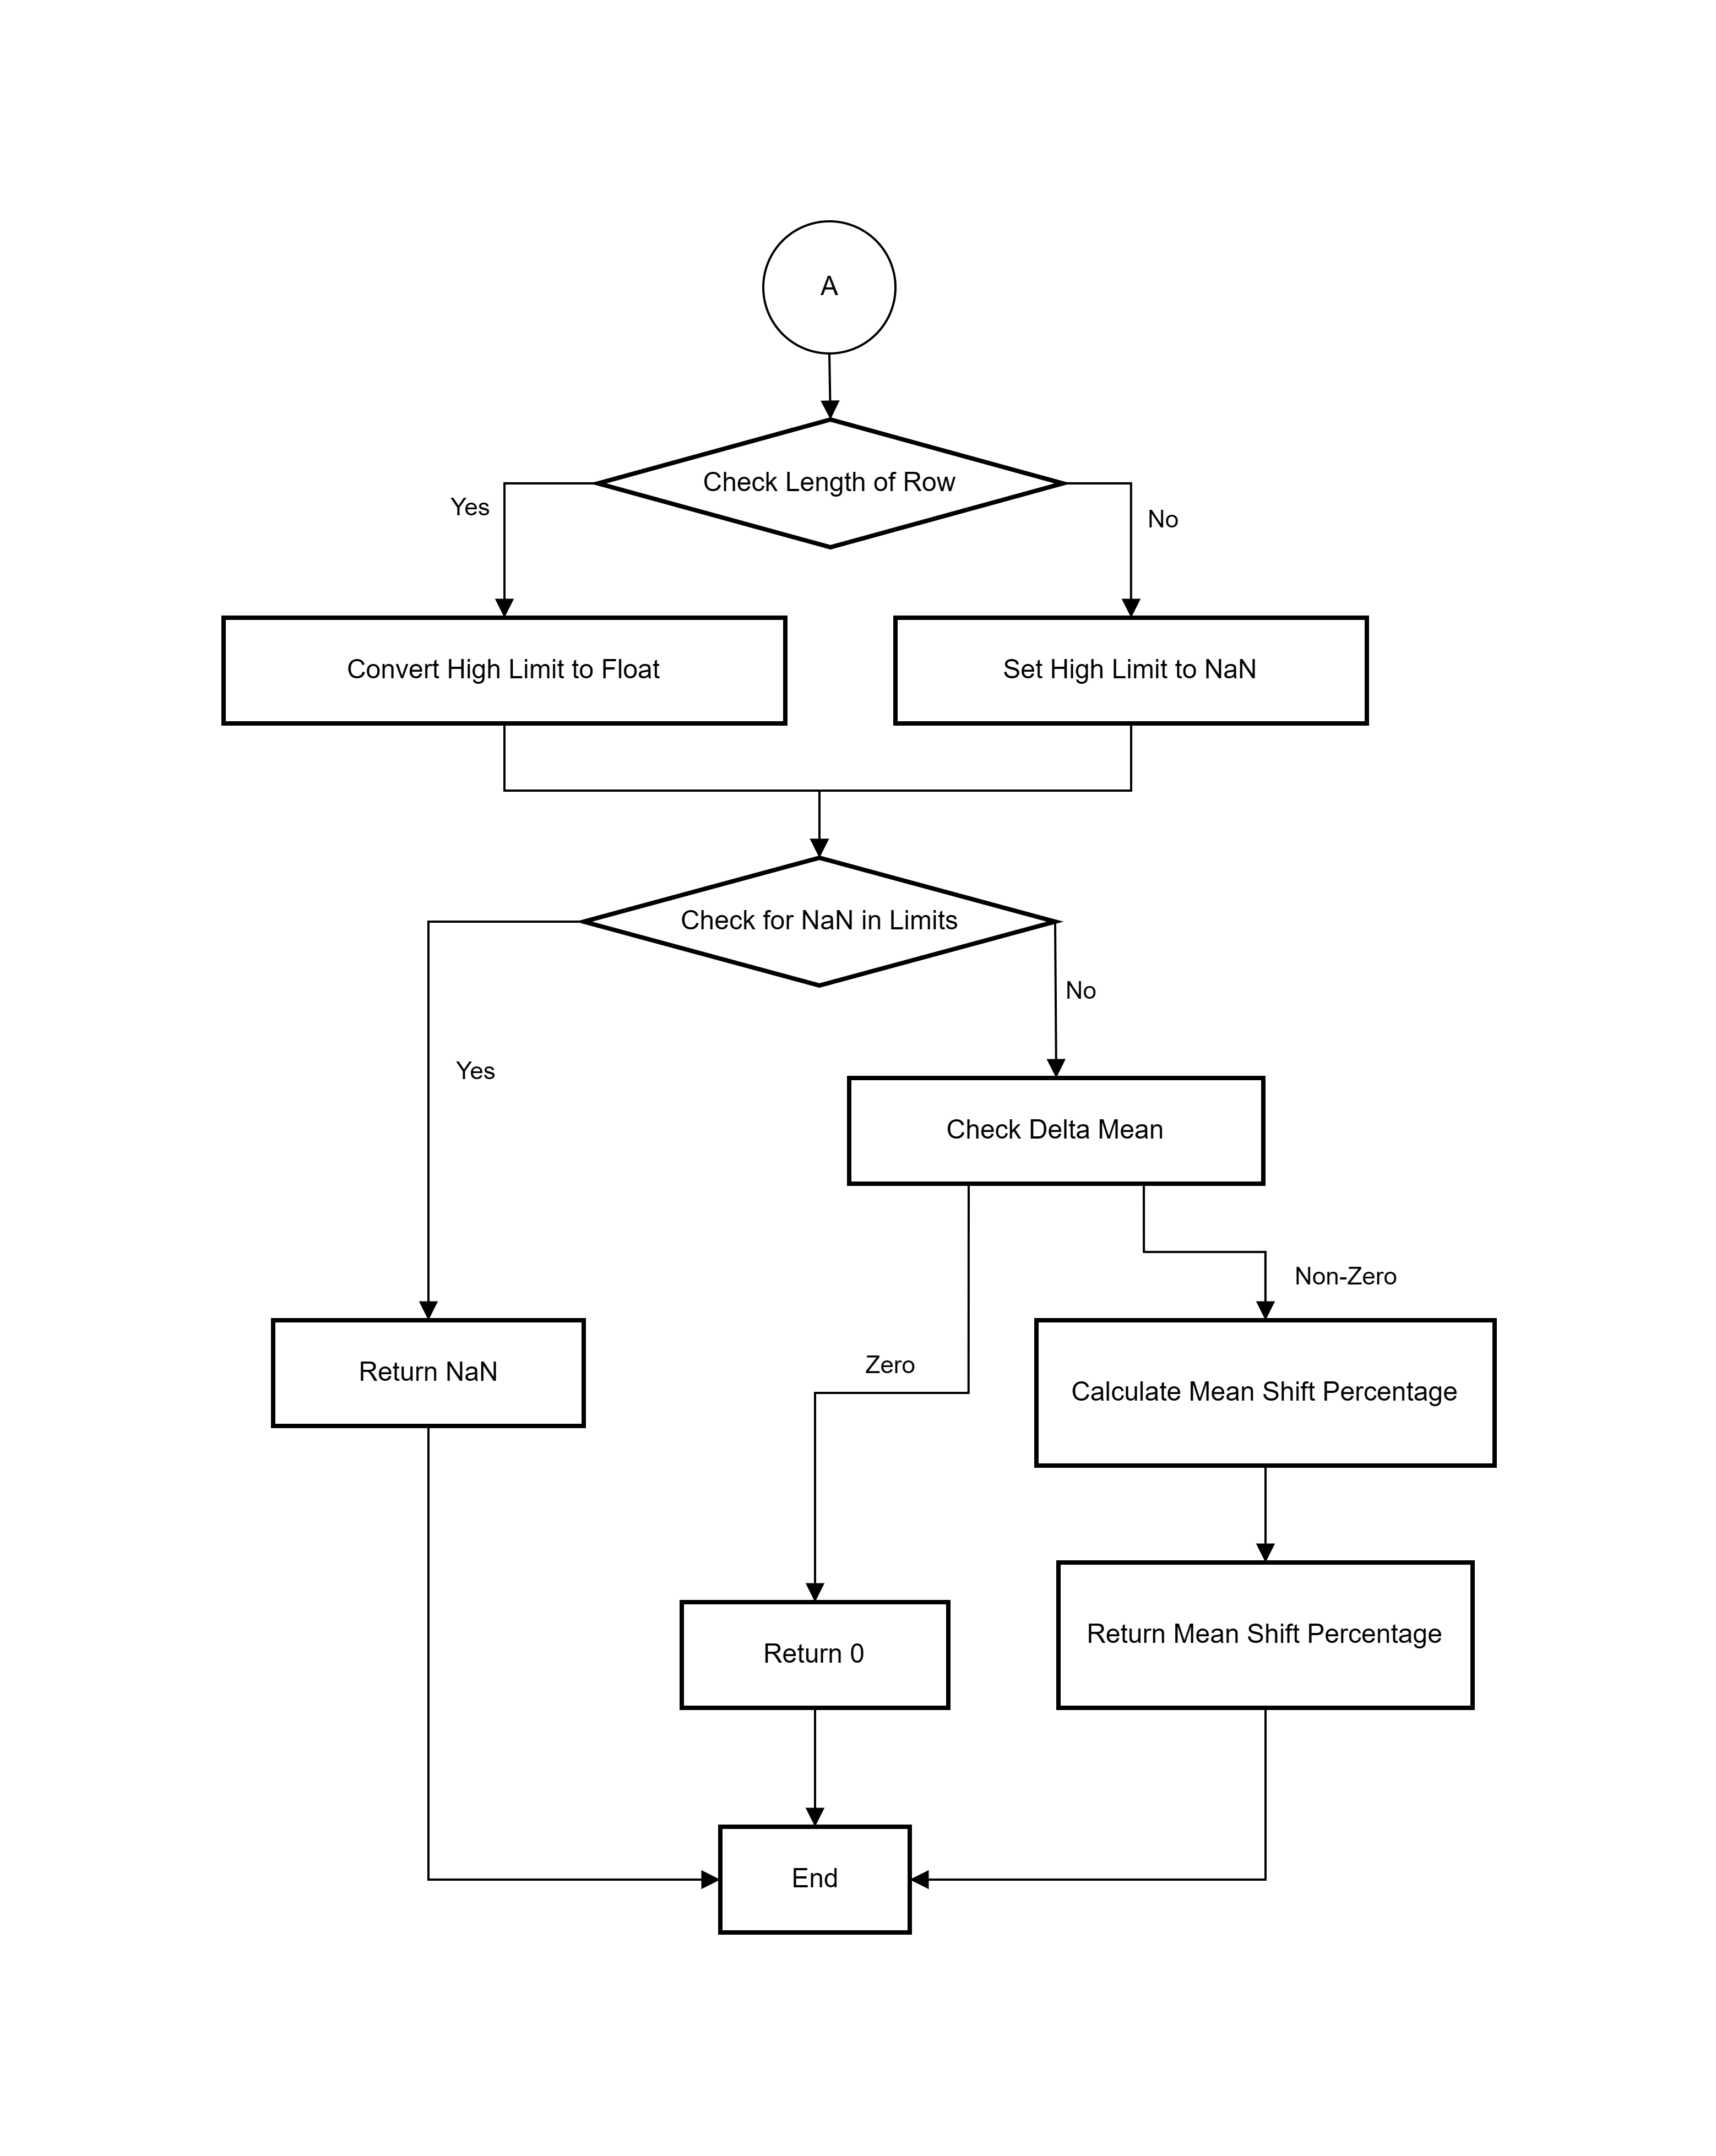 A
Check Length of Row
Yes
No
Convert High Limit to Float
Set High Limit to NaN
Check for NaN in Limits
No
Yes
Check Delta Mean
Non-Zero
Zero
Return NaN
Calculate Mean Shift Percentage
Return Mean Shift Percentage
Return 0
End